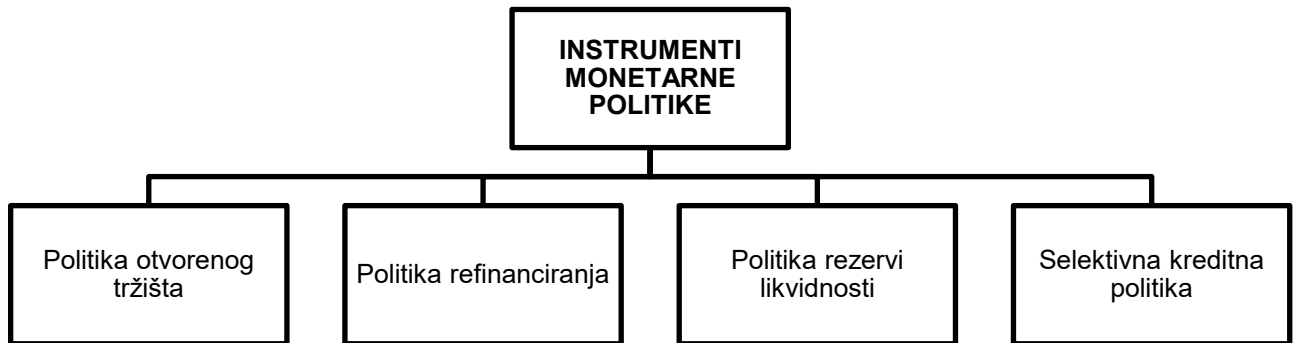 INSTRUMENTI
MONETARNE
POLITIKE
Politika otvorenog
tržišta
Politika refinanciranja
Politika rezervi
likvidnosti
Selektivna kreditna
politika